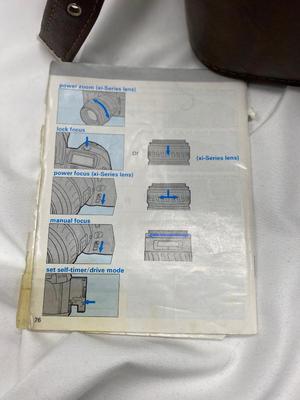 power zoom (xi-Series lens)
lock focus
or
(xi-Series lens)
power focus (xi-Series lens)
manual focus
set self-timer/drive mode
76